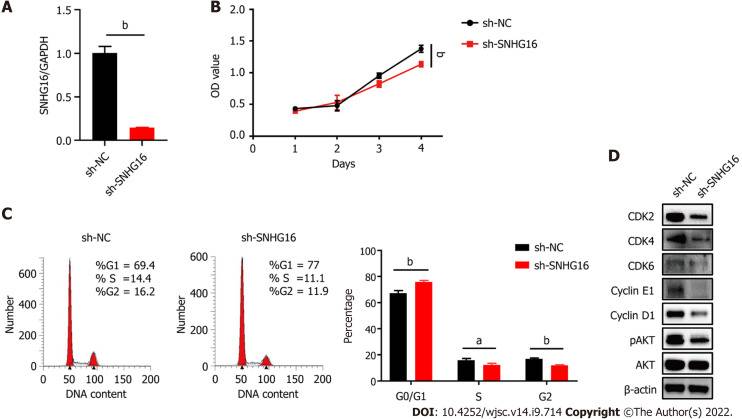 A
b
SNHG16/GAPDH
1.5
1.0
0.5
0.0
sh-NC
sh-SNHG16
B
sh-NC
sh-SNHG16
OD value
2.0
1.5
1.0
0.5
0.0
0 1 2 3 4
Days
b
C
sh-NC
Number
600
400
200
0
%G1 = 69.4
% S =14.4
%G2 = 16.2
0 50 100 150 200
DNA content
sh-SNHG16
Number
600
400
200
0
%G1 = 77
% S =11.1
%G2 = 11.9
0 50 100 150 200
DNA content
sh-NC
sh-SNHG16
Percentage
100
80
60
40
20
0
b
a
b
G0/G1 S G2
D
sh-NC
sh-SNHG16
CDK2
CDK4
CDK6
Cyclin E1
Cyclin D1
pAKT
AKT
β-actin
DOI: 10.4252/wjsc.v14.i9.714 Copyright ©The Author(s) 2022.